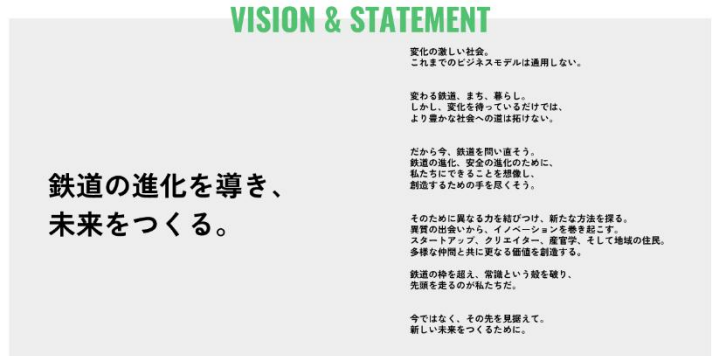 VISION & STATEMENT
鉄道の進化を導き、
未来をつくる。
変化の激しい社会。
これまでのビジネスモデルは通用しない。
変わる鉄道、まち、暮らし。
しかし、変化を待っているだけでは、
より豊かな社会への道は拓けない。
だから今、鉄道を問い直そう。
鉄道の進化、安全の進化のために、
私たちにできることを想像し、
創造するための手を尽くそう。
そのために異なる力を結びつけ、新たな方法を探る。
異質の出会いから、イノベーションを巻き起こす。
スタートアップ、クリエイター、産官学、そして地域の住民。
多様な仲間と共に更なる価値を創造する。
鉄道の枠を超え、常識という殻を破り、
先頭を走るのが私たちだ。
今ではなく、その先を見据えて。
新しい未来をつくるために。